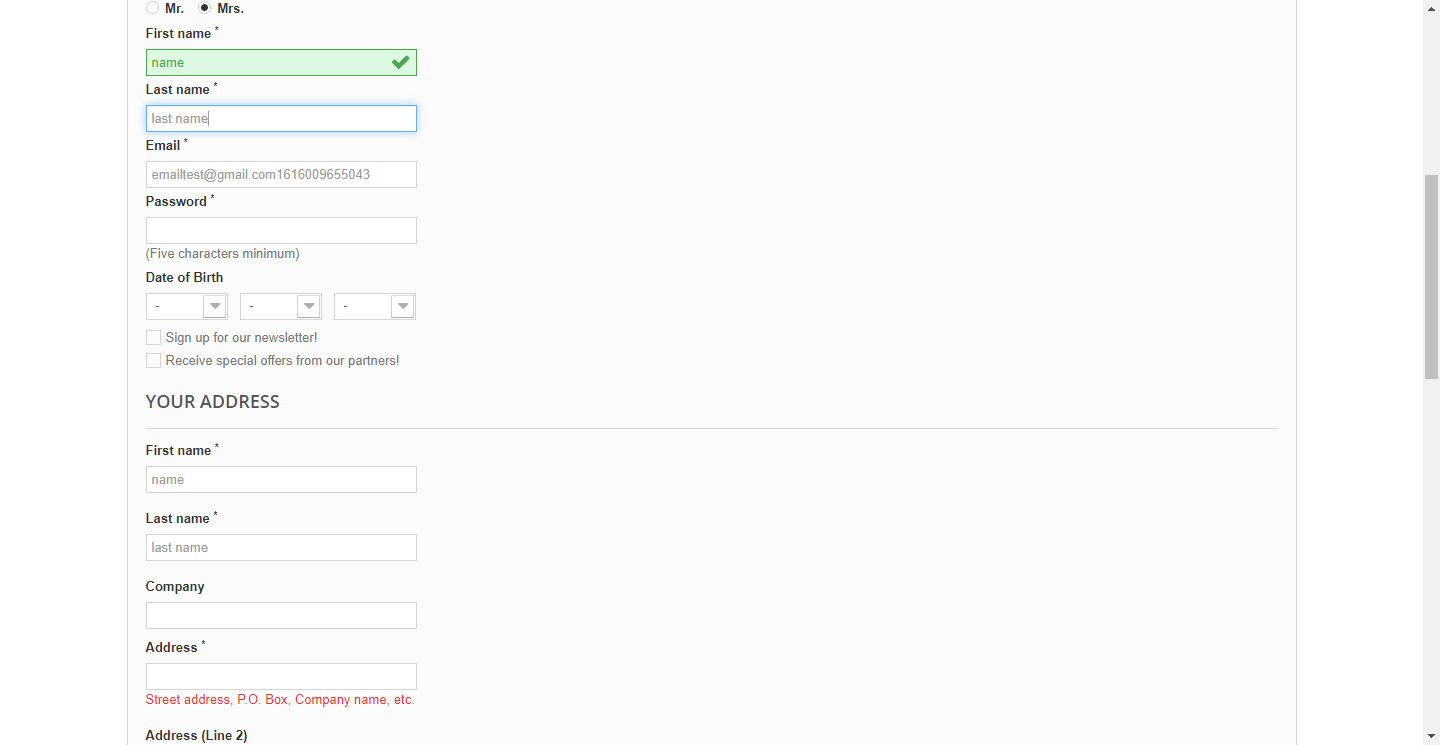 Mr. Mrs.
First name *
name
Last name *
last name
Email *
emailtest@gmail.com1616009655043
Password *
(Five characters minimum)
Date of Birth
- - -
Sign up for our newsletter!
Receive special offers from our partners!
YOUR ADDRESS
First name *
name
Last name *
last name
Company
Address *
Street address, P.O. Box, Company name, etc.
Address (Line 2)